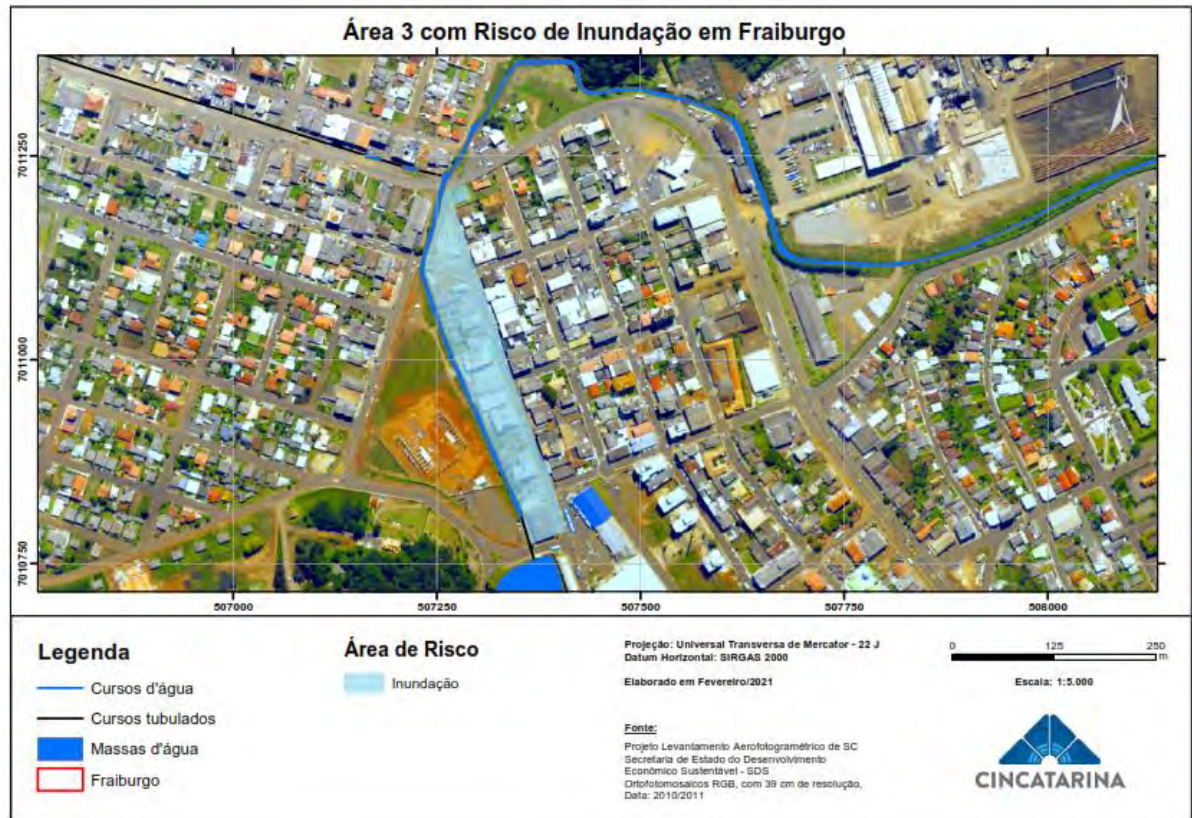 Área 3 com Risco de Inundação em Fraiburgo
N
7011250
7011000
7010750
507000
507250
507500
507750
508000
Legenda
Cursos d'água
Cursos tubulados
Massas d'água
Fraiburgo
Área de Risco
Inundação
Projeção: Universal Transversa de Mercator - 22 J
Datum Horizontal: SIRGAS 2000
Elaborado em Fevereiro/2021
Fonte:
Projeto Levantamento Aerofotogramétrico de SC
Secretaria de Estado do Desenvolvimento
Econômico Sustentável - SDS
Ortofotomosaicos RGB, com 39 cm de resolução,
Data: 2010/2011
0 125 250
m
Escala: 1:5.000
CINCATARINA